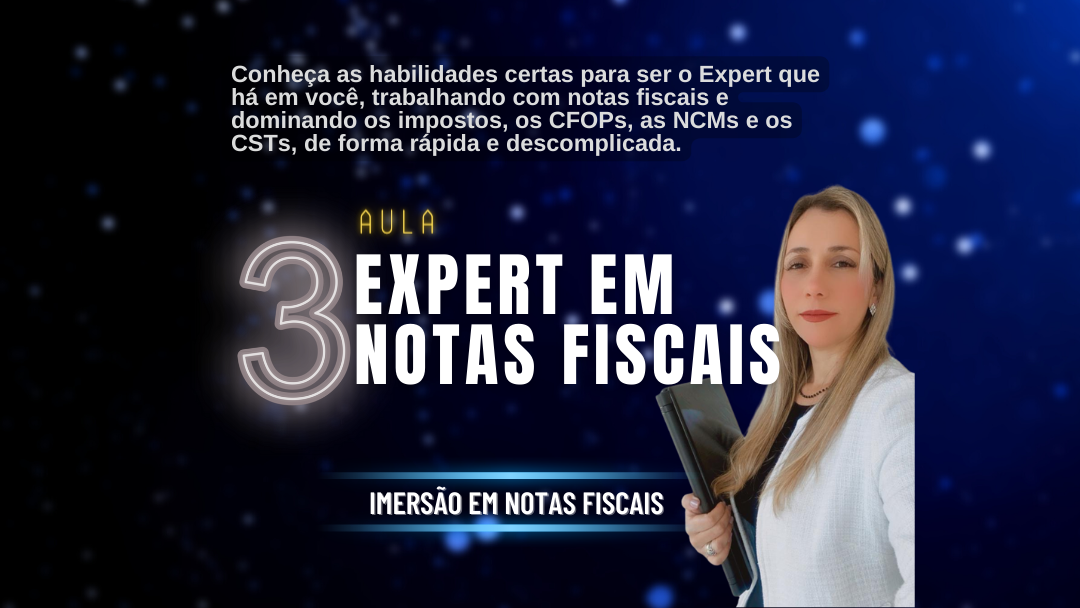 Conheça as habilidades certas para ser o Expert que
há em você, trabalhando com notas fiscais e
dominando os impostos, os CFOPs, as NCMs e os
CSTs, de forma rápida e descomplicada.
AULA
3
EXPERT EM
NOTAS FISCAIS
IMERSÃO EM NOTAS FISCAIS